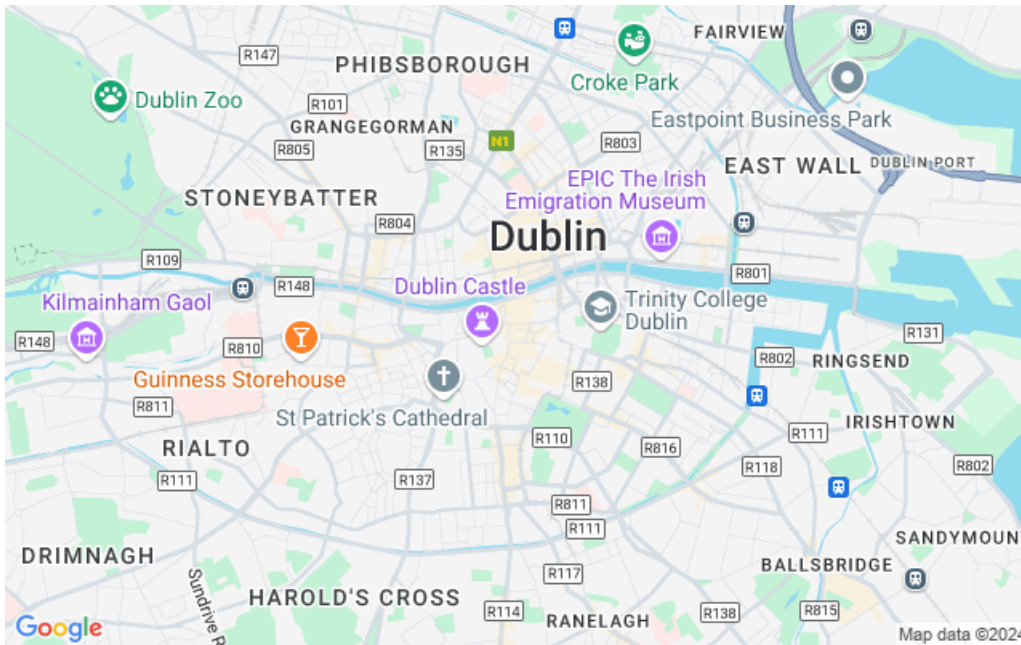 FAIRVIEW
R147
PHIBSBOROUGH
Croke Park
Dublin Zoo
R101
Eastpoint Business Park
GRANGEGORMAN
N1
R803
R805
R135
EAST WALL
DUBLIN PORT
EPIC The Irish
Emigration Museum
STONEYBATTER
R804
Dublin
R109
R801
R148
Dublin Castle
Kilmainham Gaol
Trinity College
Dublin
R131
R148
R810
R802
RINGSEND
Guinness Storehouse
R138
R811
St Patrick's Cathedral
IRISHTOWN
R110
R111
RIALTO
R816
R118
R802
R111
R137
R811
R111
SANDYMOUN
DRIMNAGH
BALLSBRIDGE
R117
Sundrive R
HAROLD'S CROSS
R114
RANELAGH
R138
R815
Google
Map data ©2024